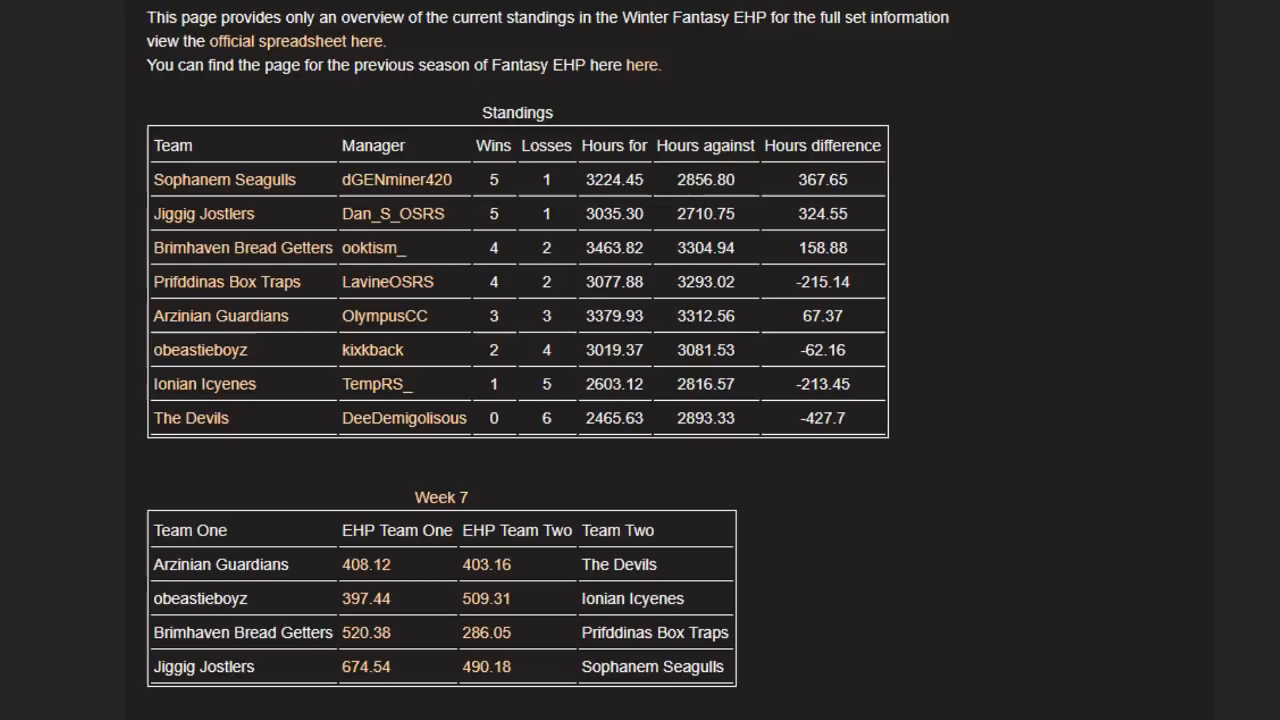 This page provides only an overview of the current standings in the Winter Fantasy EHP for the full set information
view the official spreadsheet here.
You can find the page for the previous season of Fantasy EHP here here.
Standings
Team Manager Wins Losses Hours for Hours against Hours difference
Sophanem Seagulls dGENminer420 5 1 3224.45 2856.80 367.65
Jiggig Jostlers Dan_S_OSRS 5 1 3035.30 2710.75 324.55
Brimhaven Bread Getters ooktism_ 4 2 3463.82 3304.94 158.88
Prifddinas Box Traps LavineOSRS 4 2 3077.88 3293.02 -215.14
Arzinian Guardians OlympusCC 3 3 3379.93 3312.56 67.37
obeastieboyz kixkback 2 4 3019.37 3081.53 -62.16
Ionian Icyenes TempRS_ 1 5 2603.12 2816.57 -213.45
The Devils DeeDemigolisous 0 6 2465.63 2893.33 -427.7
Week 7
Team One EHP Team One EHP Team Two Team Two
Arzinian Guardians 408.12 403.16 The Devils
obeastieboyz 397.44 509.31 Ionian Icyenes
Brimhaven Bread Getters 520.38 286.05 Prifddinas Box Traps
Jiggig Jostlers 674.54 490.18 Sophanem Seagulls